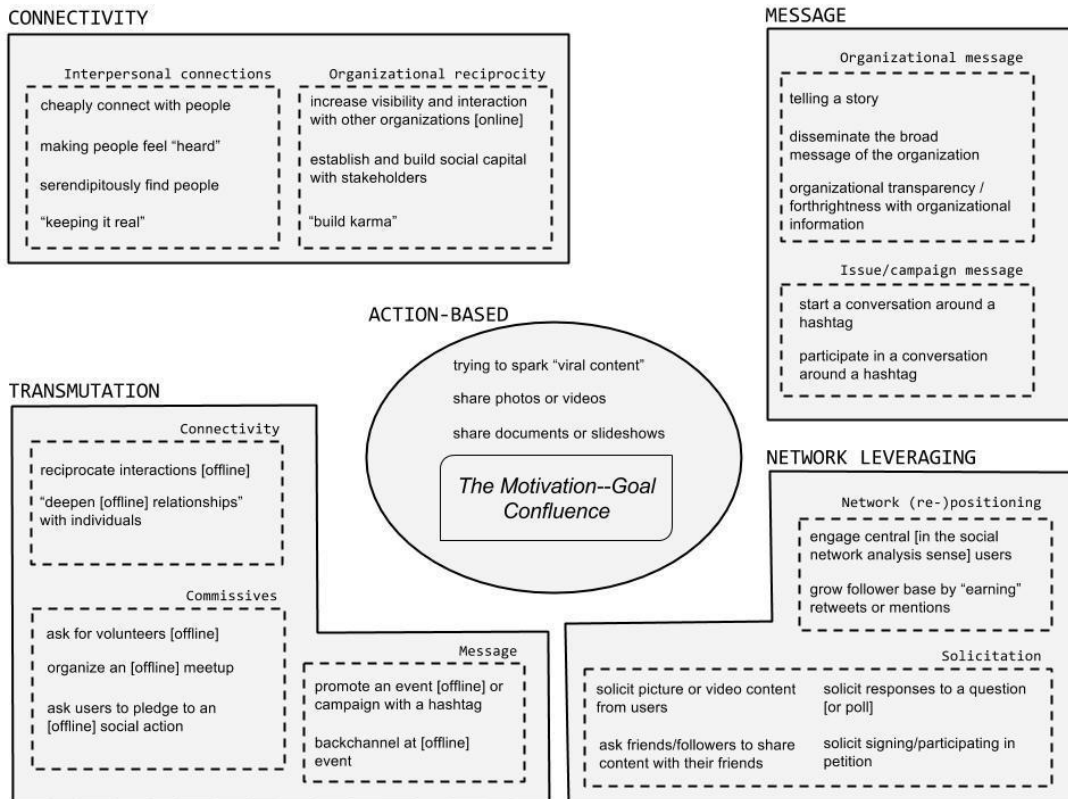 CONNECTIVITY
Interpersonal connections
cheaply connect with people
making people feel “heard”
serendipitously find people
“keeping it real”
Organizational reciprocity
increase visibility and interaction
with other organizations [online]
establish and build social capital
with stakeholders
“build karma”
MESSAGE
Organizational message
telling a story
disseminate the broad
message of the organization
organizational transparency /
forthrightness with organizational
information
Issue/campaign message
start a conversation around a
hashtag
participate in a conversation
around a hashtag
ACTION-BASED
trying to spark “viral content”
share photos or videos
share documents or slideshows
The Motivation--Goal
Confluence
TRANSMUTATION
Connectivity
reciprocate interactions [offline]
“deepen [offline] relationships”
with individuals
Commissives
ask for volunteers [offline]
organize an [offline] meetup
ask users to pledge to an
[offline] social action
Message
promote an event [offline] or
campaign with a hashtag
backchannel at [offline]
event
NETWORK LEVERAGING
Network (re-)positioning
engage central [in the social
network analysis sense] users
grow follower base by “earning”
retweets or mentions
Solicitation
solicit picture or video content
from users
ask friends/followers to share
content with their friends
solicit responses to a question
[or poll]
solicit signing/participating in
petition